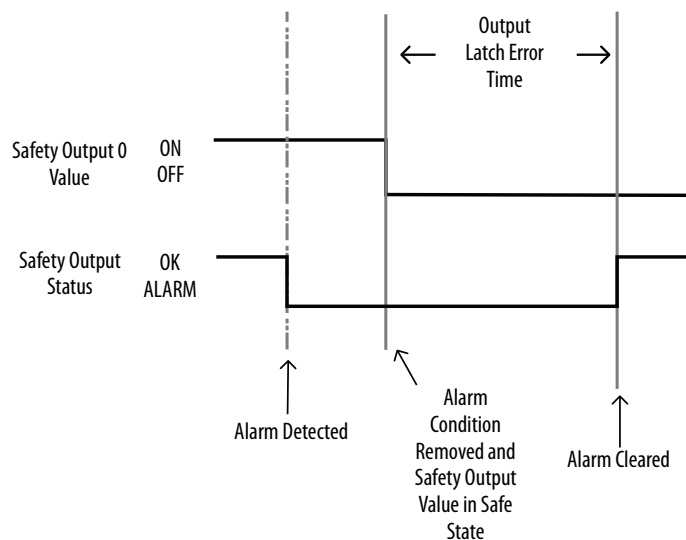 Output
Latch Error
Time
Safety Output 0
Value
ON
OFF
Safety Output
Status
OK
ALARM
Alarm Detected
Alarm
Condition
Removed and
Safety Output
Value in Safe
State
Alarm Cleared